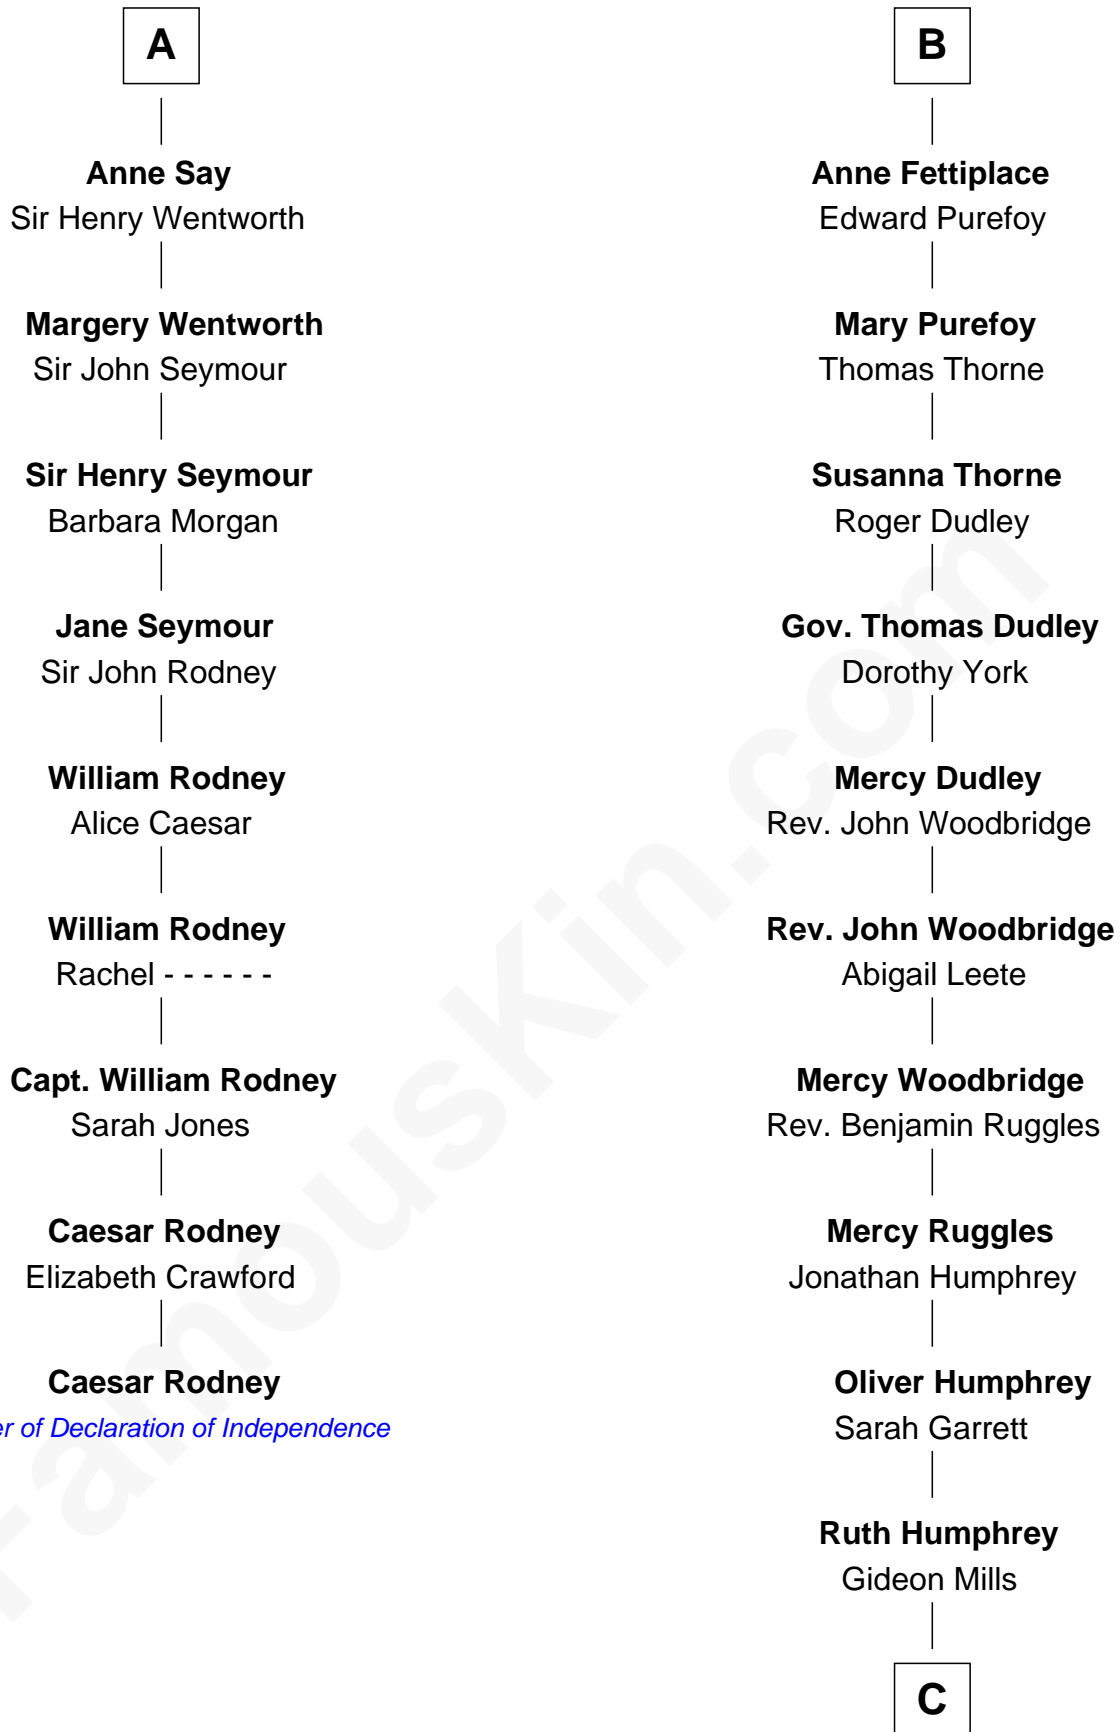 A
Anne Say
Sir Henry Wentworth
Margery Wentworth
Sir John Seymour
Sir Henry Seymour
Barbara Morgan
Jane Seymour
Sir John Rodney
William Rodney
Alice Caesar
William Rodney
Rachel - - - - - -
Capt. William Rodney
Sarah Jones
Caesar Rodney
Elizabeth Crawford
Caesar Rodney
er of Declaration of Independence
B
Anne Fettiplace
Edward Purefoy
Mary Purefoy
Thomas Thorne
Susanna Thorne
Roger Dudley
Gov. Thomas Dudley
Dorothy York
Mercy Dudley
Rev. John Woodbridge
Rev. John Woodbridge
Abigail Leete
Mercy Woodbridge
Rev. Benjamin Ruggles
Mercy Ruggles
Jonathan Humphrey
Oliver Humphrey
Sarah Garrett
Ruth Humphrey
Gideon Mills
C
FamousKin.com